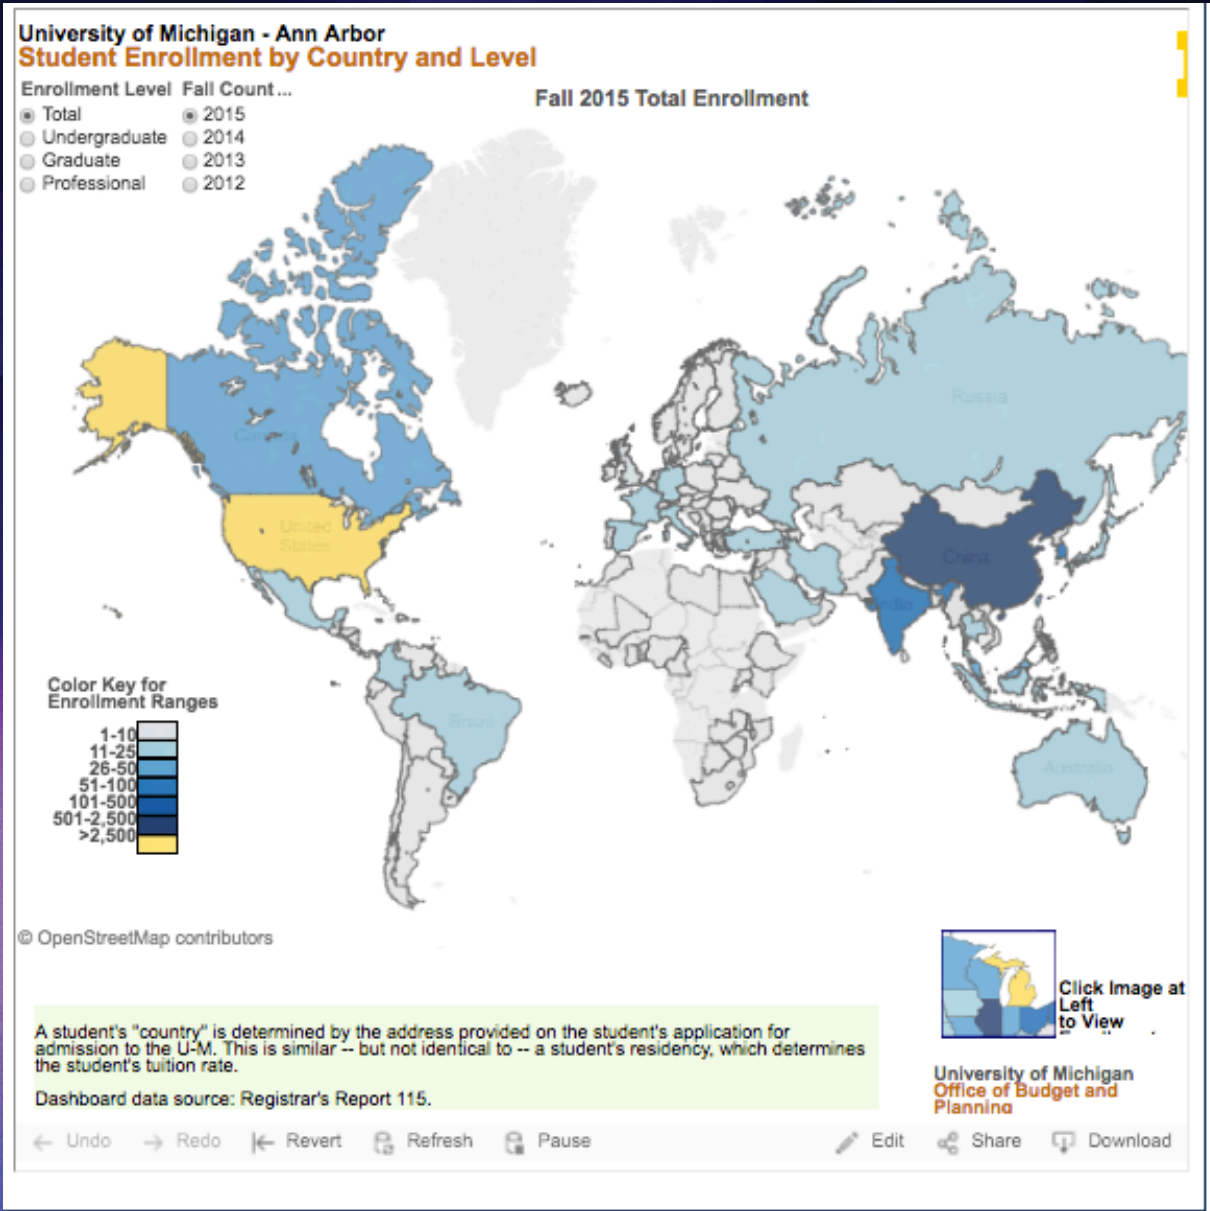 University of Michigan - Ann Arbor
Student Enrollment by Country and Level
Enrollment Level Fall Count ...
Total 2015
Undergraduate 2014
Graduate 2013
Professional 2012
Fall 2015 Total Enrollment
Canada
Russia
United
States
China
India
Brazil
Australia
Color Key for
Enrollment Ranges
1-10
11-25
26-50
51-100
101-500
501-2,500
>2,500
© OpenStreetMap contributors
Click Image at
Left
to View
A student's "country" is determined by the address provided on the student's application for
admission to the U-M. This is similar -- but not identical to -- a student's residency, which determines
the student's tuition rate.
Dashboard data source: Registrar's Report 115.
University of Michigan
Office of Budget and
Planning
Undo Redo Revert Refresh Pause Edit Share Download